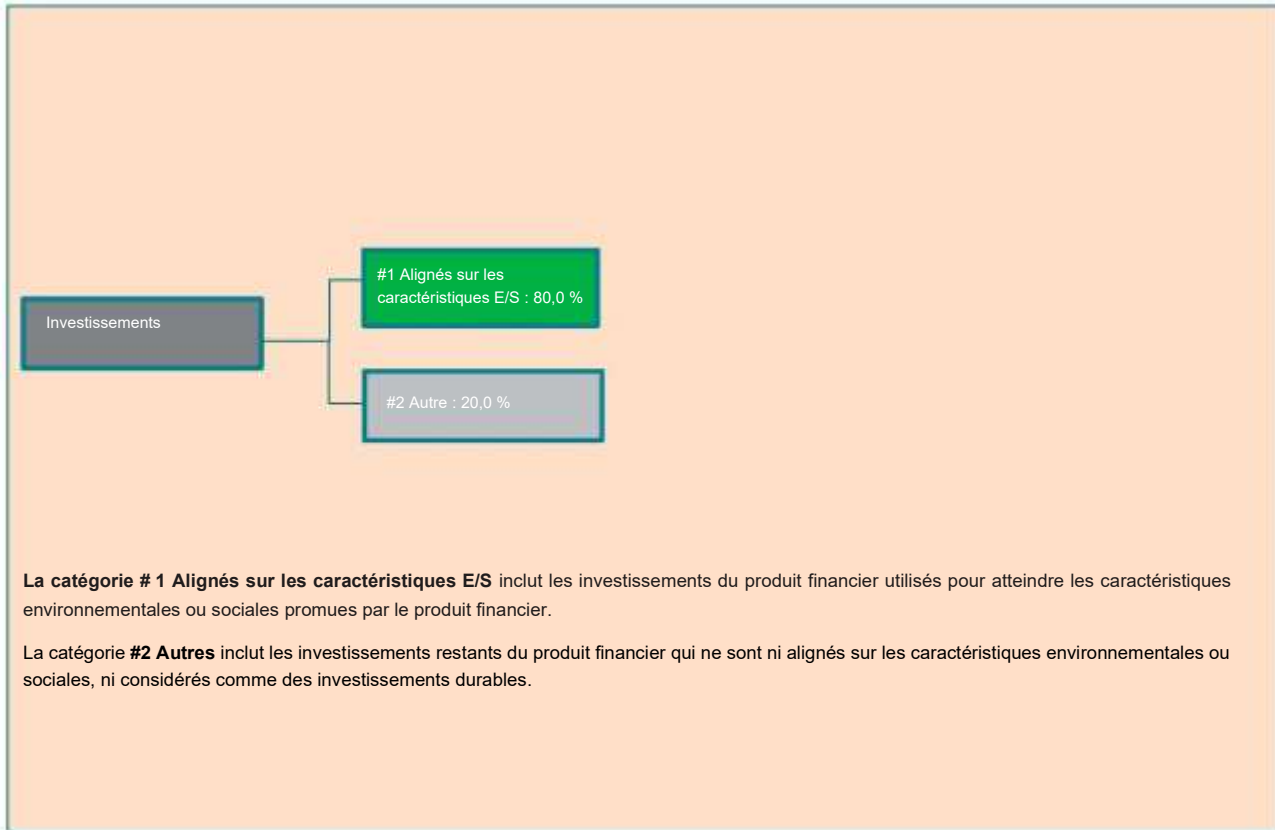 #1 Alignés sur les
caractéristiques E/S : 80,0 %
Investissements
#2 Autre : 20,0 %
La catégorie # 1 Alignés sur les caractéristiques E/S inclut les investissements du produit financier utilisés pour atteindre les caractéristiques
environnementales ou sociales promues par le produit financier.
La catégorie #2 Autres inclut les investissements restants du produit financier qui ne sont ni alignés sur les caractéristiques environnementales ou
sociales, ni considérés comme des investissements durables.